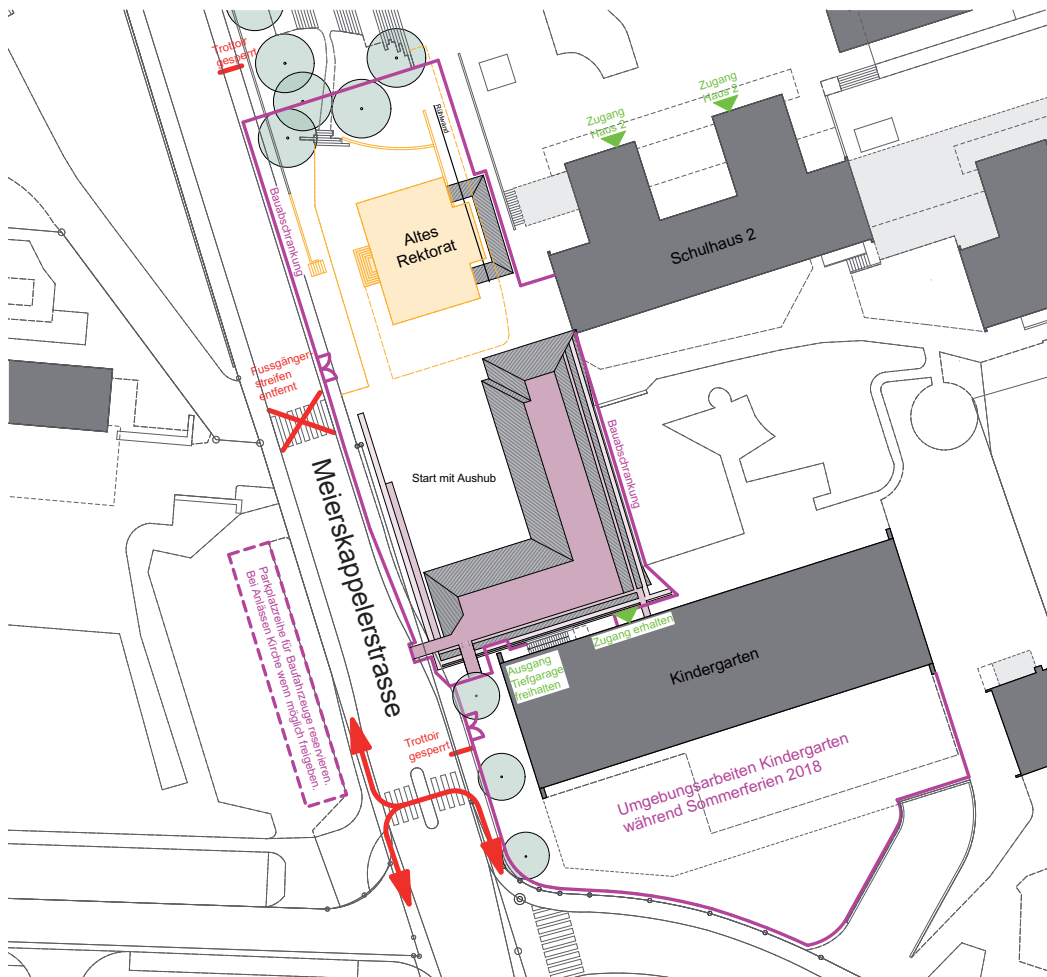 Trottoir
gesperrt
Zugang
Haus 2
Zugang
Haus 2
Rühlwand
Bauabschrankung
Altes
Rektorat
Schulhaus 2
Fussgänger-
streifen
entfernt
Bauabschrankung
Start mit Aushub
Meierskappelerstrasse
Parkplatzreihe für Baufahrzeuge reservieren.
Bei Anlässen Kirche wenn möglich freigeben.
Zugang erhalten
Ausgang
Tiefgarage
freihalten
Kindergarten
Trottoir
gesperrt
Umgebungsarbeiten Kindergarten
während Sommerferien 2018